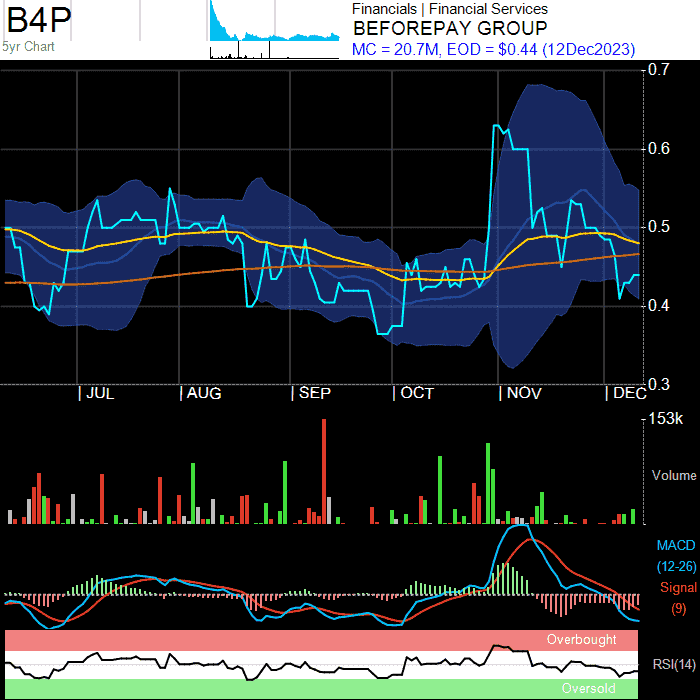 B4P
5yr Chart
Financials | Financial Services
BEFOREPAY GROUP
MC = 20.7M, EOD = $0.44 (12Dec2023)
0.7
0.6
0.5
0.4
0.3
| JUL | AUG | SEP | OCT | NOV | DEC
153k
Volume
MACD
(12-26)
Signal
(9)
Overbought
RSI(14)
Oversold